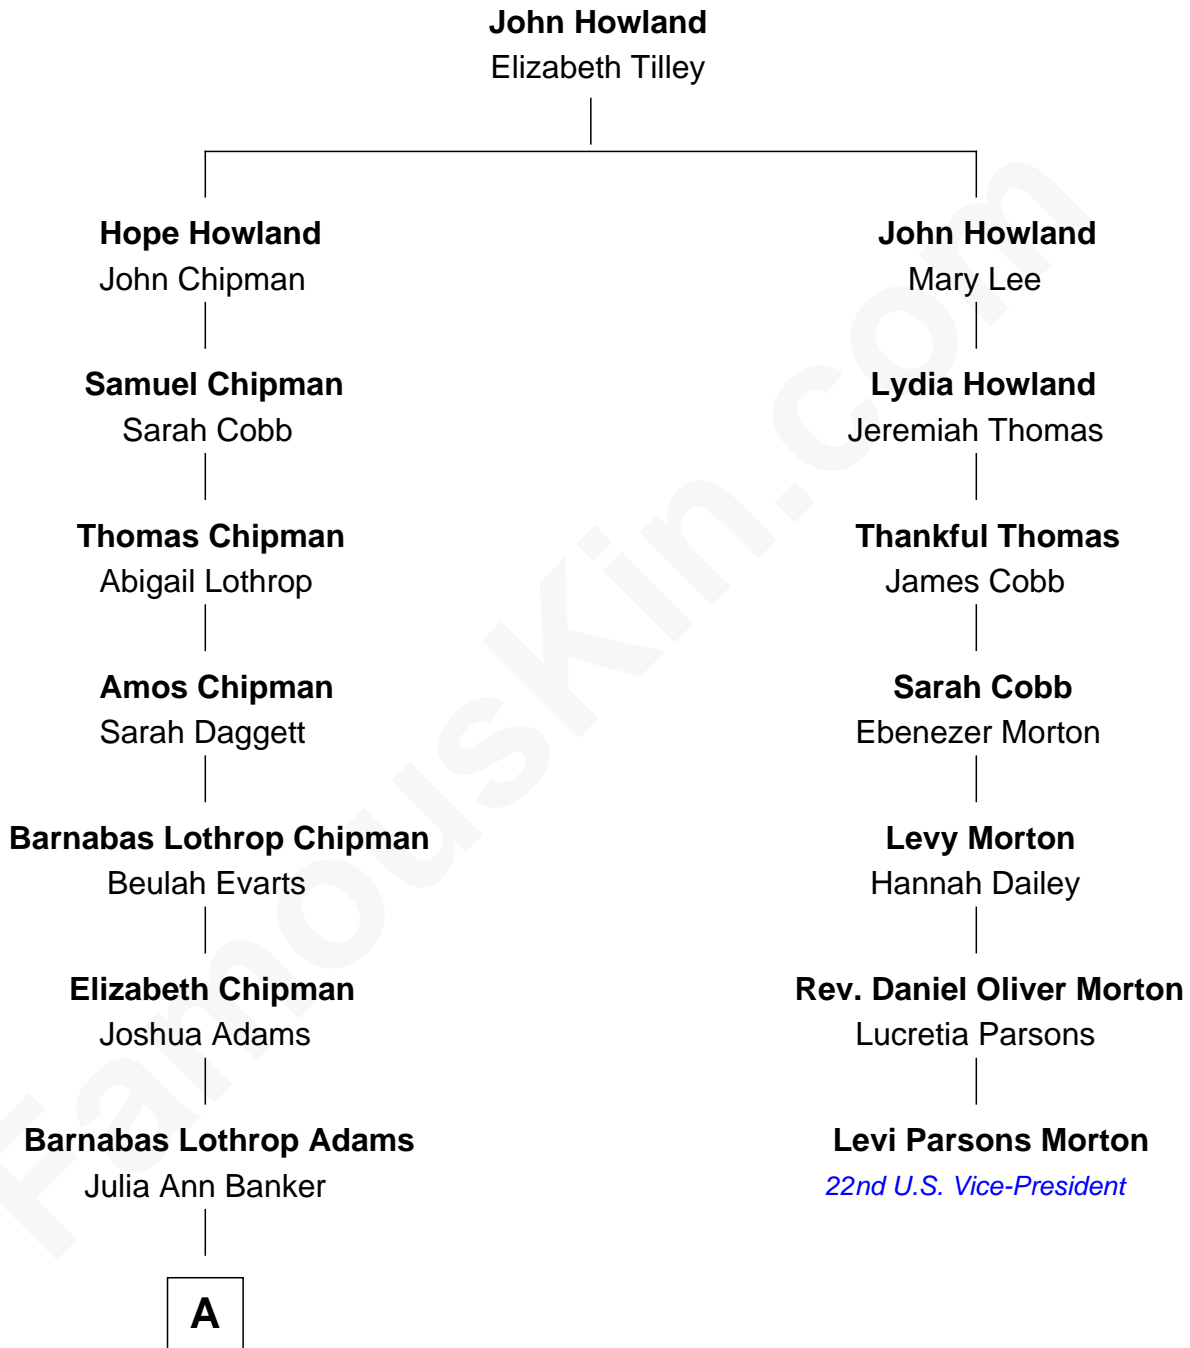 John Howland
Elizabeth Tilley
Hope Howland
John Chipman
John Howland
Mary Lee
Samuel Chipman
Sarah Cobb
Lydia Howland
Jeremiah Thomas
Thomas Chipman
Abigail Lothrop
Thankful Thomas
James Cobb
Amos Chipman
Sarah Daggett
Sarah Cobb
Ebenezer Morton
Barnabas Lothrop Chipman
Beulah Evarts
Levy Morton
Hannah Dailey
Elizabeth Chipman
Joshua Adams
Rev. Daniel Oliver Morton
Lucretia Parsons
Barnabas Lothrop Adams
Julia Ann Banker
Levi Parsons Morton
22nd U.S. Vice-President
A
FamousKin.com